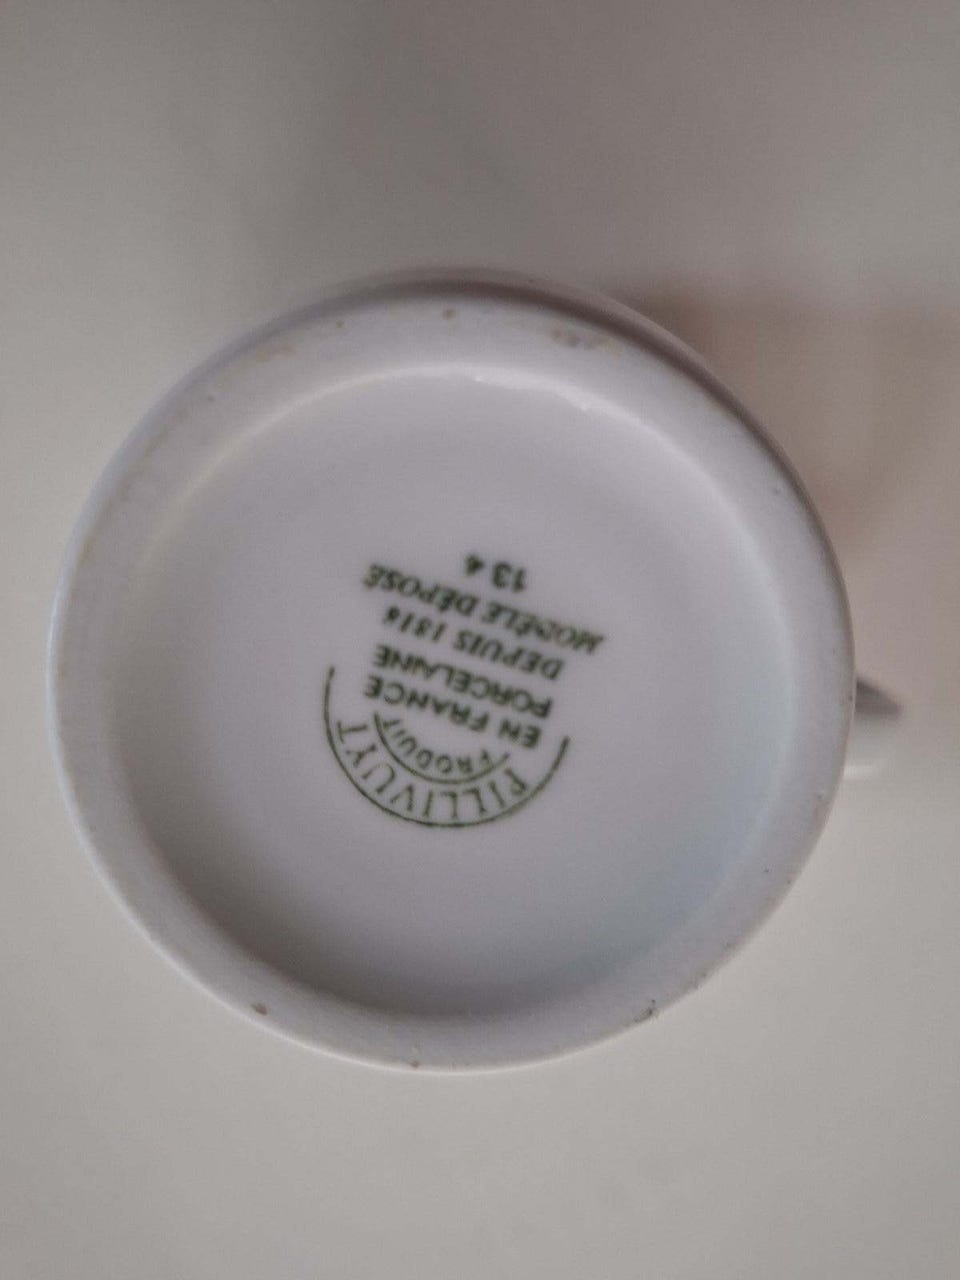 PILLIVUYT
PRODUIT
EN FRANCE
PORCELAINE
DEPUIS 1818
MODÈLE DÉPOSÉ
13 4